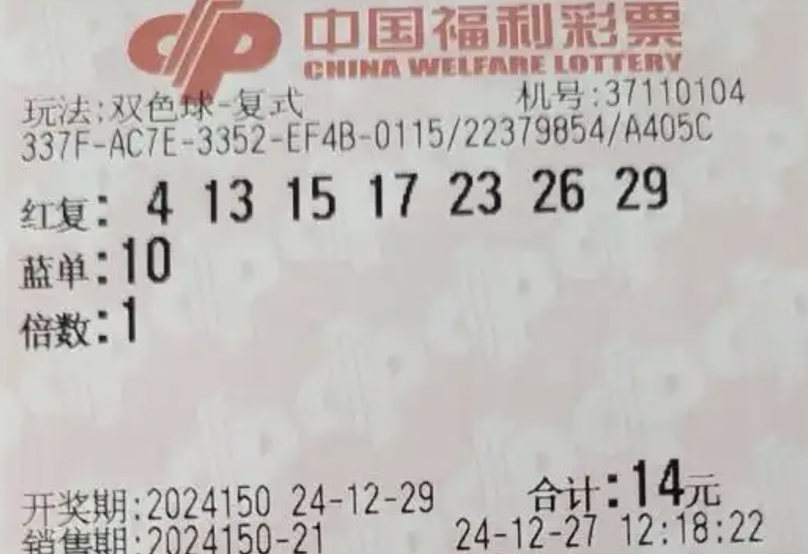 中国福利彩票
CHINA WELFARE LOTTERY
玩法:双色球-复式 机号:37110104
337F-AC7E-3352-EF4B-0115/22379854/A405C
红复: 4 13 15 17 23 26 29
蓝单:10
倍数:1
开奖期:2024150 24-12-29 合计:14元
销售期:2024150-21 24-12-27 12:18:22